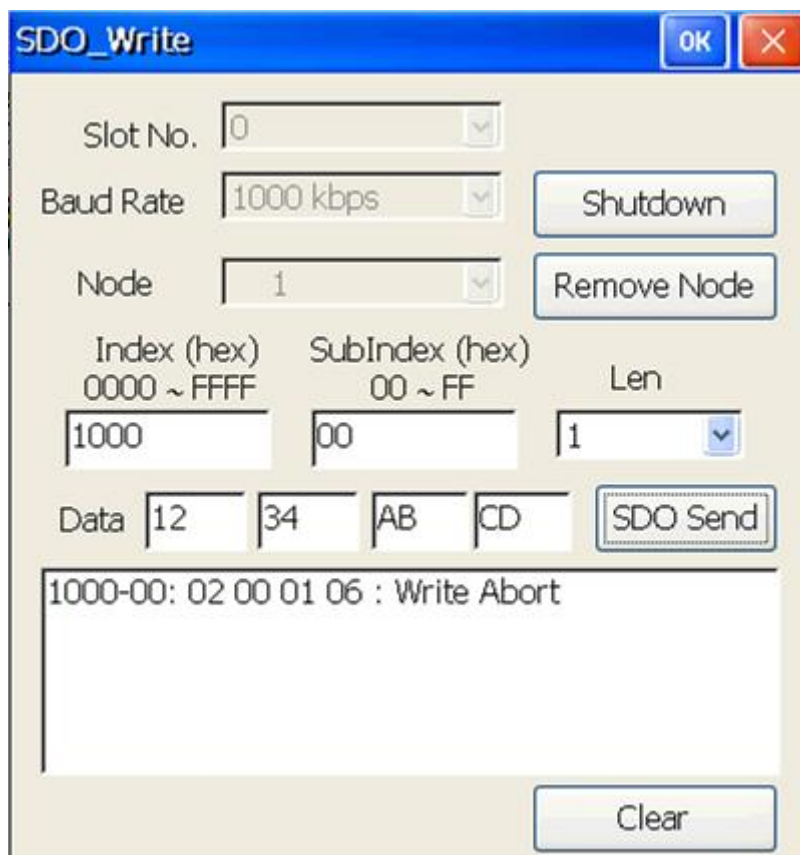 SDO_Write OK
Slot No. 0
Baud Rate 1000 kbps Shutdown
Node 1 Remove Node
Index (hex) SubIndex (hex) Len
0000 ~ FFFF 00 ~ FF
1000 00 1
Data 12 34 AB CD SDO Send
1000-00: 02 00 01 06 : Write Abort
Clear